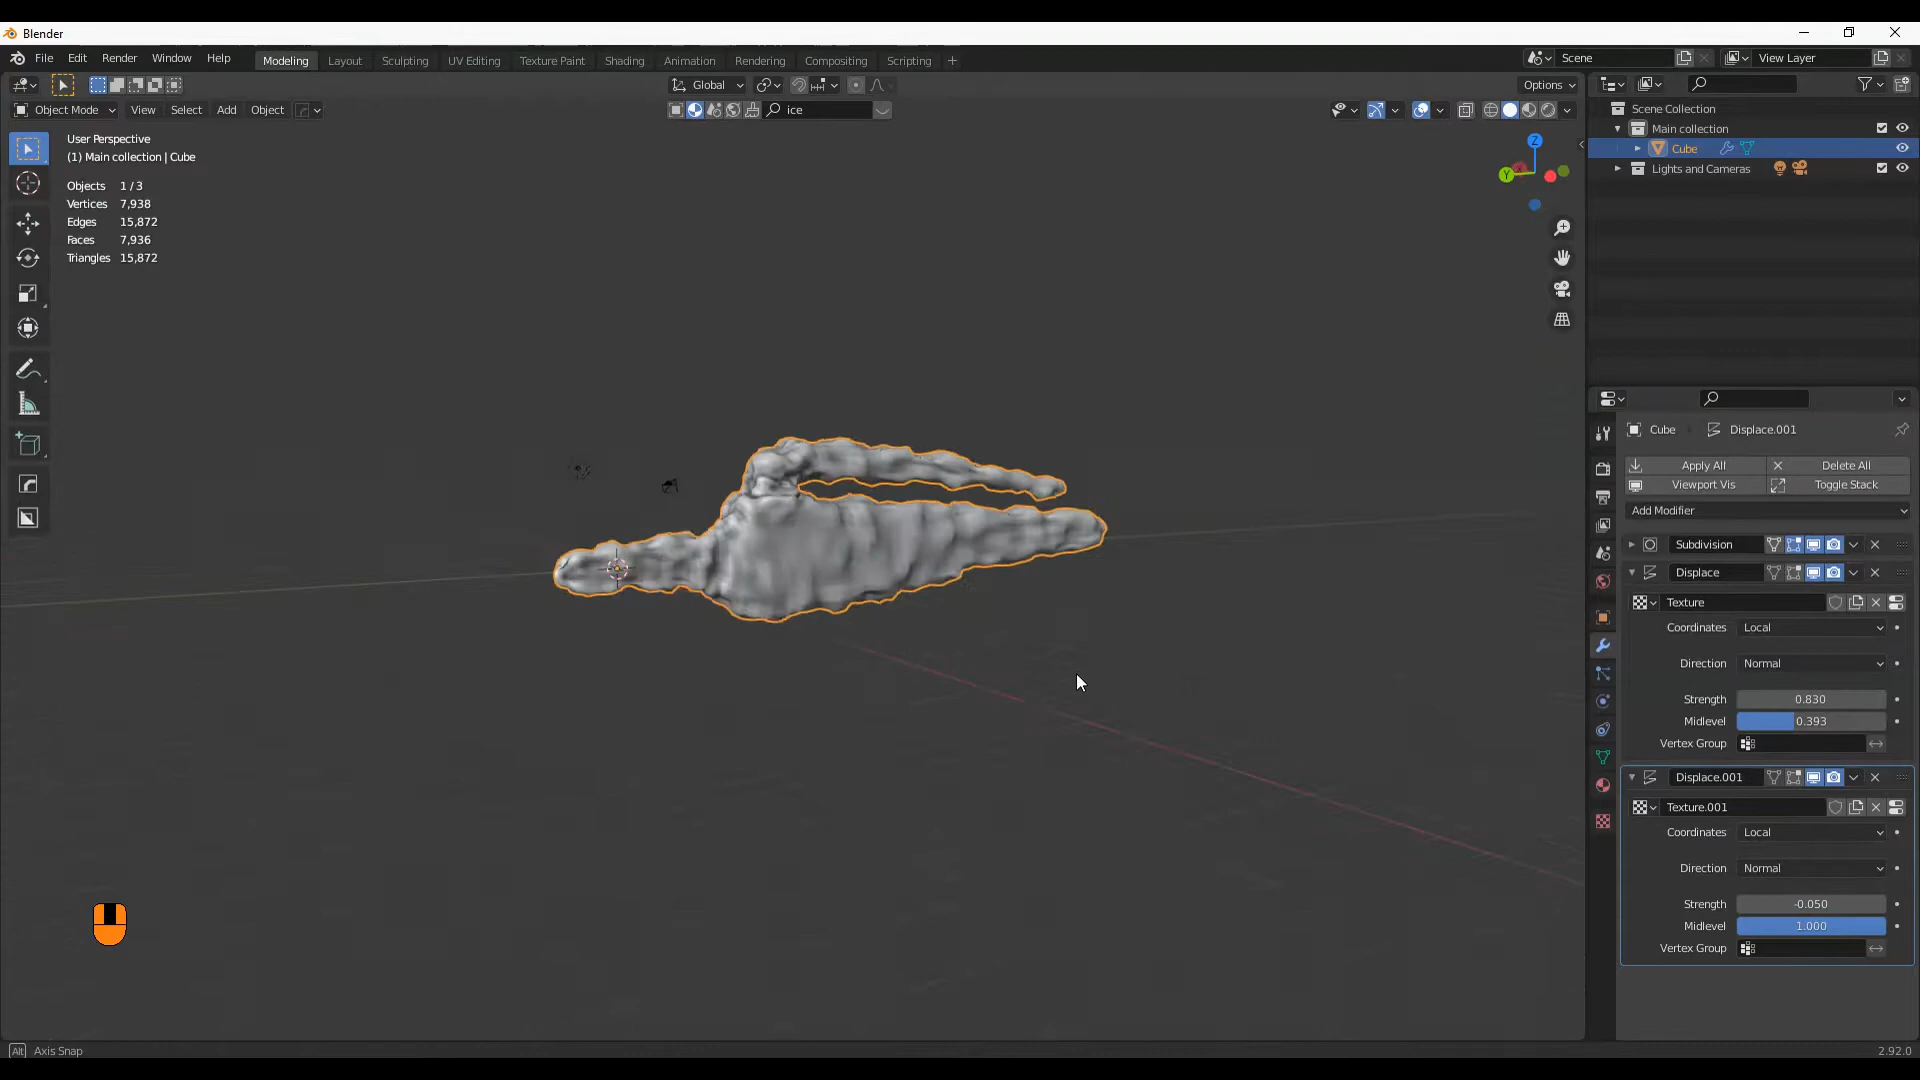 Blender
File Edit Render Window Help
Modeling Layout Sculpting UV Editing Texture Paint Shading Animation Rendering Compositing Scripting +
Scene
View Layer
Global
Options
Object Mode View Select Add Object
ice
User Perspective
(1) Main collection | Cube
Objects 1 / 3
Vertices 7,938
Edges 15,872
Faces 7,936
Triangles 15,872
Z
Y
Scene Collection
Main collection
Cube
Lights and Cameras
Cube Displace.001
Apply All Delete All
Viewport Vis Toggle Stack
Add Modifier
Subdivision
Displace
Texture
Coordinates Local
Direction Normal
Strength 0.830
Midlevel 0.393
Vertex Group
Displace.001
Texture.001
Coordinates Local
Direction Normal
Strength -0.050
Midlevel 1.000
Vertex Group
Alt Axis Snap
2.92.0